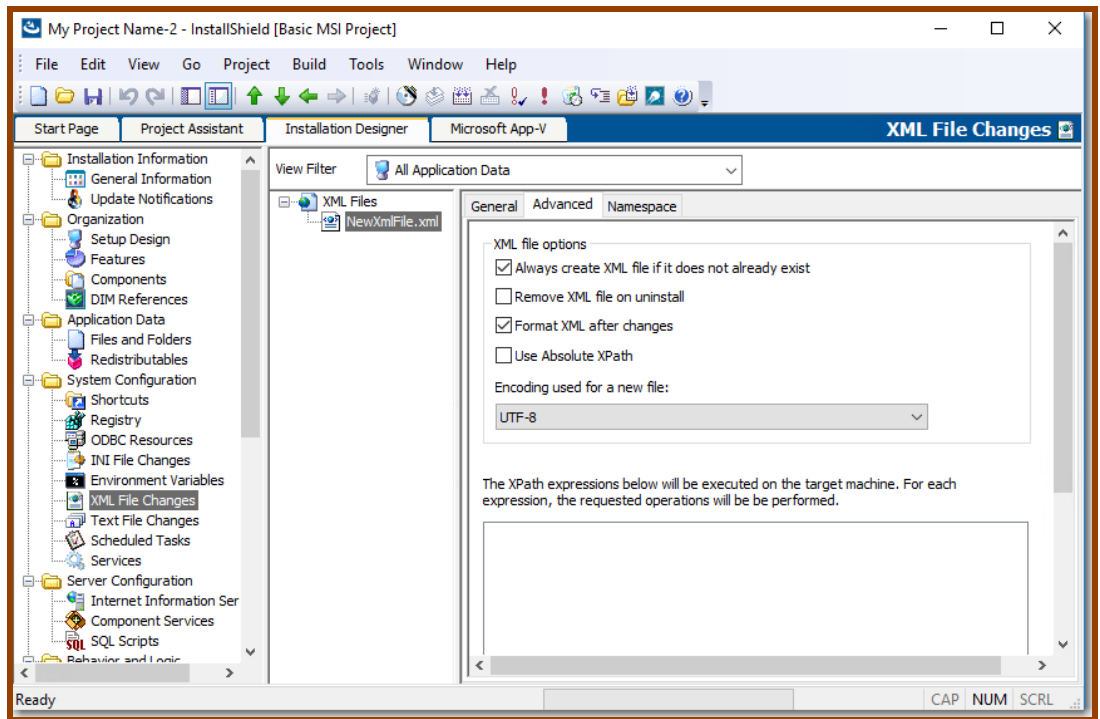 My Project Name-2 - InstallShield [Basic MSI Project]
File Edit View Go Project Build Tools Window Help
Start Page Project Assistant Installation Designer Microsoft App-V XML File Changes
Installation Information
General Information
Update Notifications
Organization
Setup Design
Features
Components
DIM References
Application Data
Files and Folders
Redistributables
System Configuration
Shortcuts
Registry
ODBC Resources
INI File Changes
Environment Variables
XML File Changes
Text File Changes
Scheduled Tasks
Services
Server Configuration
Internet Information Ser
Component Services
SQL Scripts
Behavior and Logic
View Filter All Application Data
XML Files
NewXmlFile.xml
General Advanced Namespace
XML file options
Always create XML file if it does not already exist
Remove XML file on uninstall
Format XML after changes
Use Absolute XPath
Encoding used for a new file:
UTF-8
The XPath expressions below will be executed on the target machine. For each
expression, the requested operations will be be performed.
Ready CAP NUM SCRL